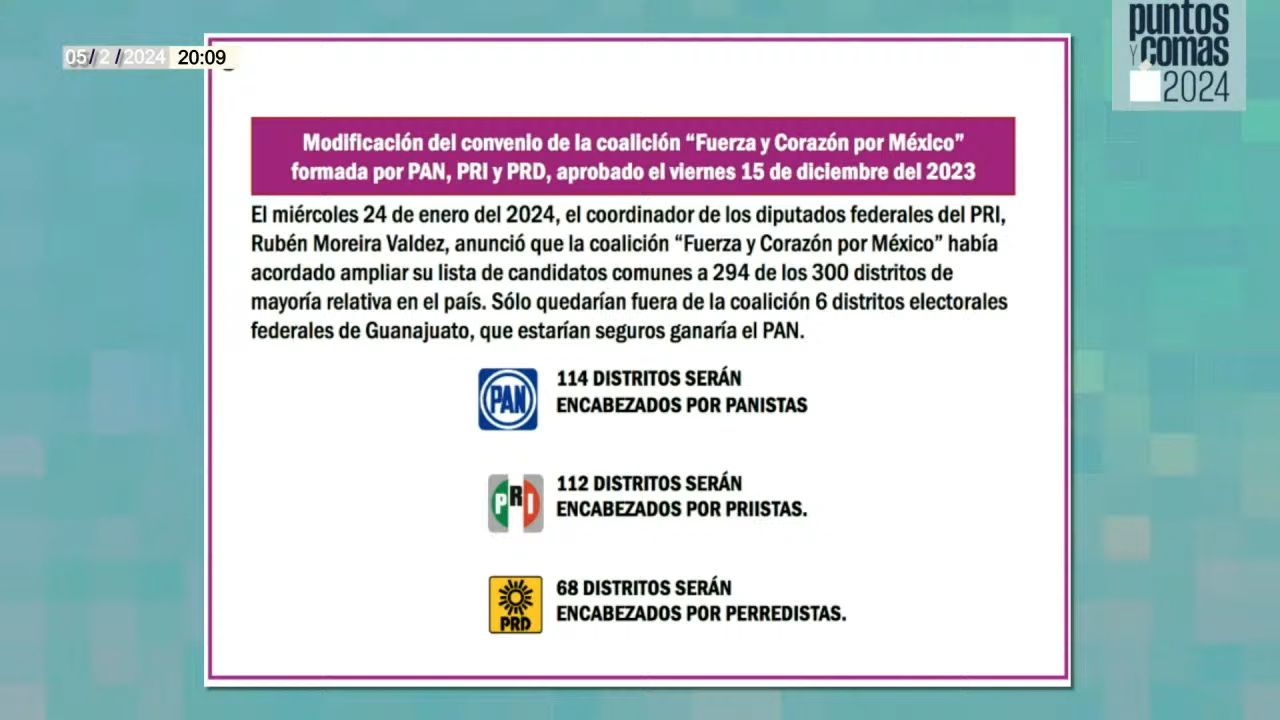 puntos
Y comas
2024
05/ 2 /2024 20:09
Modificación del convenio de la coalición “Fuerza y Corazón por México”
formada por PAN, PRI y PRD, aprobado el viernes 15 de diciembre del 2023
El miércoles 24 de enero del 2024, el coordinador de los diputados federales del PRI,
Rubén Moreira Valdez, anunció que la coalición “Fuerza y Corazón por México” había
acordado ampliar su lista de candidatos comunes a 294 de los 300 distritos de
mayoría relativa en el país. Sólo quedarían fuera de la coalición 6 distritos electorales
federales de Guanajuato, que estarían seguros ganaría el PAN.
PAN
114 DISTRITOS SERÁN
ENCABEZADOS POR PANISTAS
PRI
112 DISTRITOS SERÁN
ENCABEZADOS POR PRIISTAS.
PRD
68 DISTRITOS SERÁN
ENCABEZADOS POR PERREDISTAS.